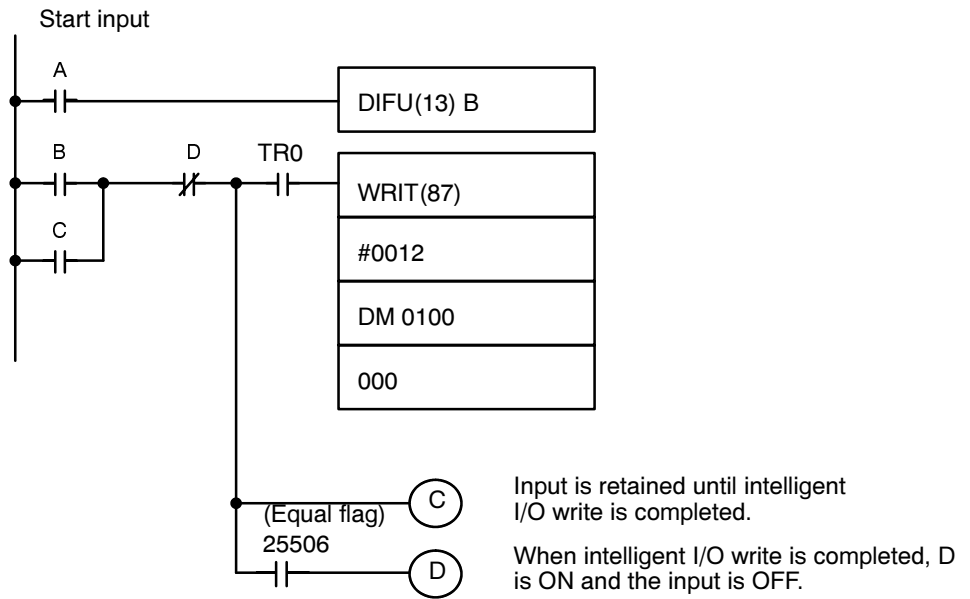 Start input
A
DIFU(13) B
B
D
TR0
WRIT(87)
C
#0012
DM 0100
000
C
Input is retained until intelligent
I/O write is completed.
(Equal flag)
25506
D
When intelligent I/O write is completed, D
is ON and the input is OFF.